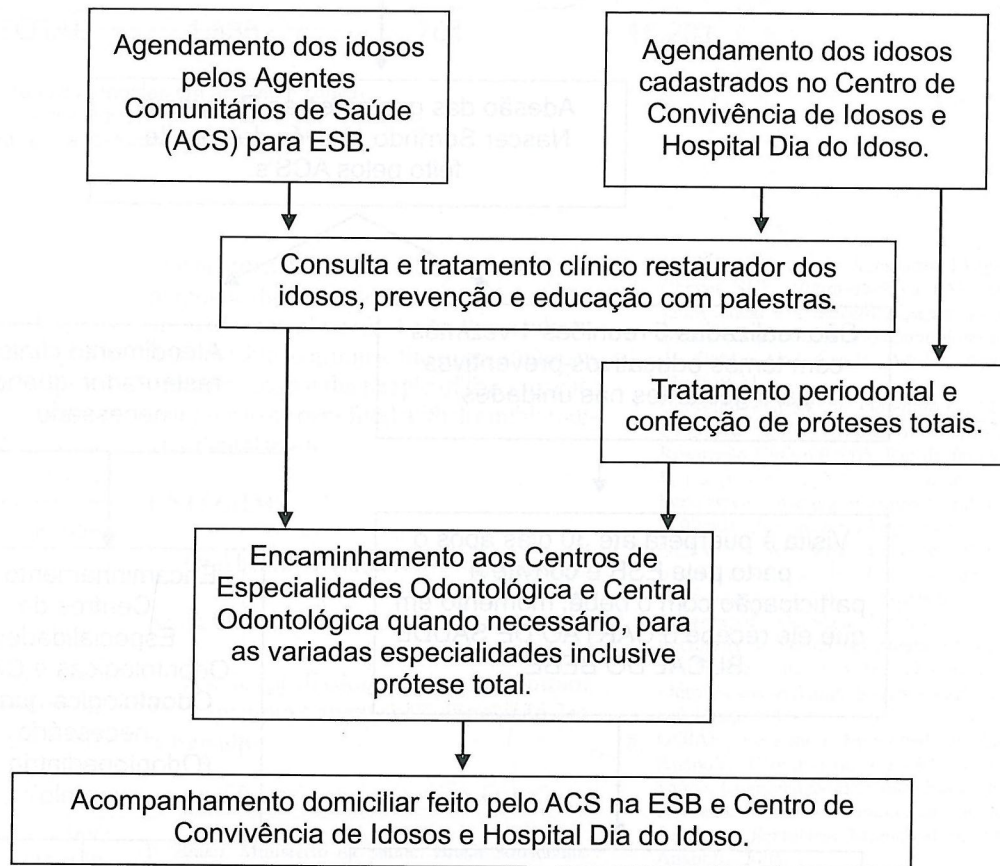 Agendamento dos idosos
pelos Agentes
Comunitários de Saúde
(ACS) para ESB.
Agendamento dos idosos
cadastrados no Centro de
Convivência de Idosos e
Hospital Dia do Idoso.
Consulta e tratamento clínico restaurador dos
idosos, prevenção e educação com palestras.
Tratamento periodontal e
confecção de próteses totais.
Encaminhamento aos Centros de
Especialidades Odontológica e Central
Odontológica quando necessário, para
as variadas especialidades inclusive
prótese total.
Acompanhamento domiciliar feito pelo ACS na ESB e Centro de
Convivência de Idosos e Hospital Dia do Idoso.